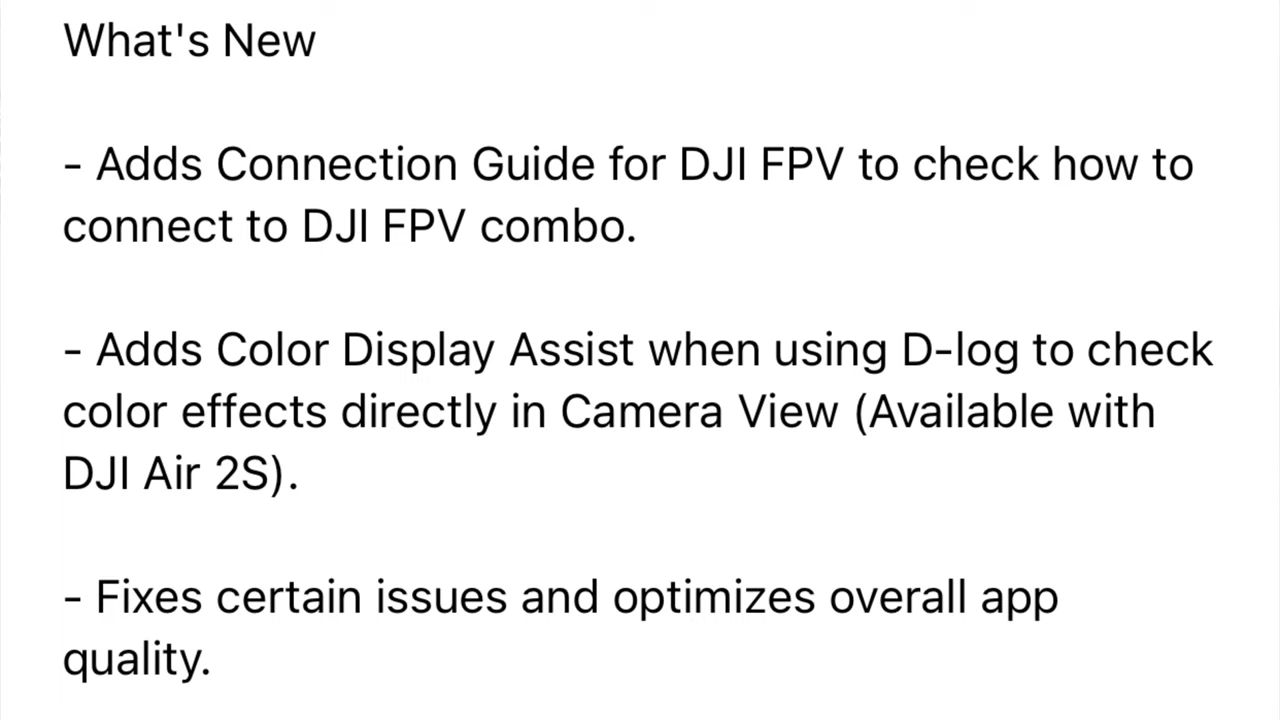 What's New
- Adds Connection Guide for DJI FPV to check how to
connect to DJI FPV combo.
- Adds Color Display Assist when using D-log to check
color effects directly in Camera View (Available with
DJI Air 2S).
- Fixes certain issues and optimizes overall app
quality.